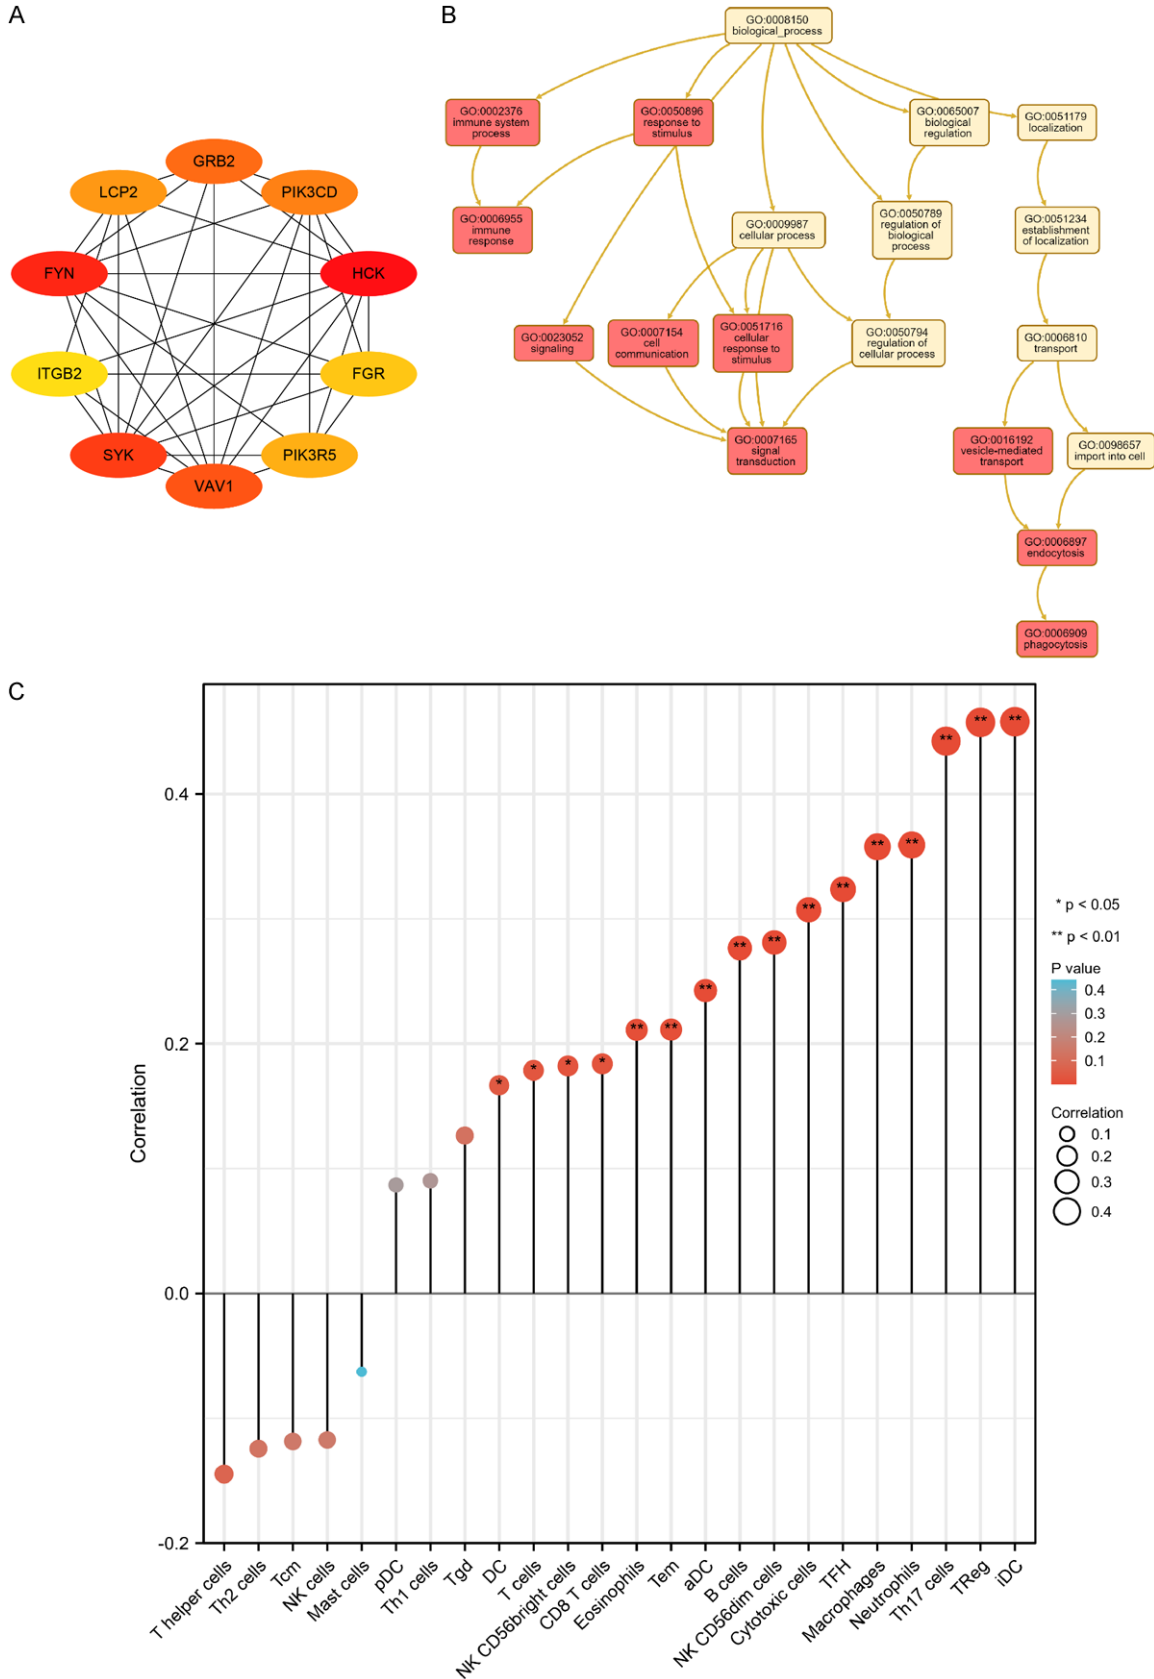 A
GRB2
LCP2
PIK3CD
FYN
HCK
ITGB2
FGR
SYK
PIK3R5
VAV1
B
GO:0008150
biological_process
GO:0002376
immune system
process
GO:0050896
response to
stimulus
GO:0065007
biological
regulation
GO:0051179
localization
GO:0006955
immune
response
GO:0009987
cellular process
GO:0050789
regulation of
biological
process
GO:0051234
establishment
of localization
GO:0023052
signaling
GO:0007154
cell
communication
GO:0051716
cellular
response to
stimulus
GO:0050794
regulation of
cellular process
GO:0006810
transport
GO:0007165
signal
transduction
GO:0016192
vesicle-mediated
transport
GO:0098657
import into cell
GO:0006897
endocytosis
GO:0006909
phagocytosis
C
Correlation
0.4
0.2
0.0
-0.2
**
**
**
**
**
**
**
**
**
**
**
**
*
*
*
*
T helper cells
Th2 cells
Tcm
NK cells
Mast cells
pDC
Th1 cells
Tgd
DC
T cells
NK CD56bright cells
CD8 T cells
Eosinophils
Tem
aDC
B cells
NK CD56dim cells
Cytotoxic cells
TFH
Macrophages
Neutrophils
Th17 cells
TReg
iDC
* p < 0.05
** p < 0.01
P value
0.4
0.3
0.2
0.1
Correlation
0.1
0.2
0.3
0.4